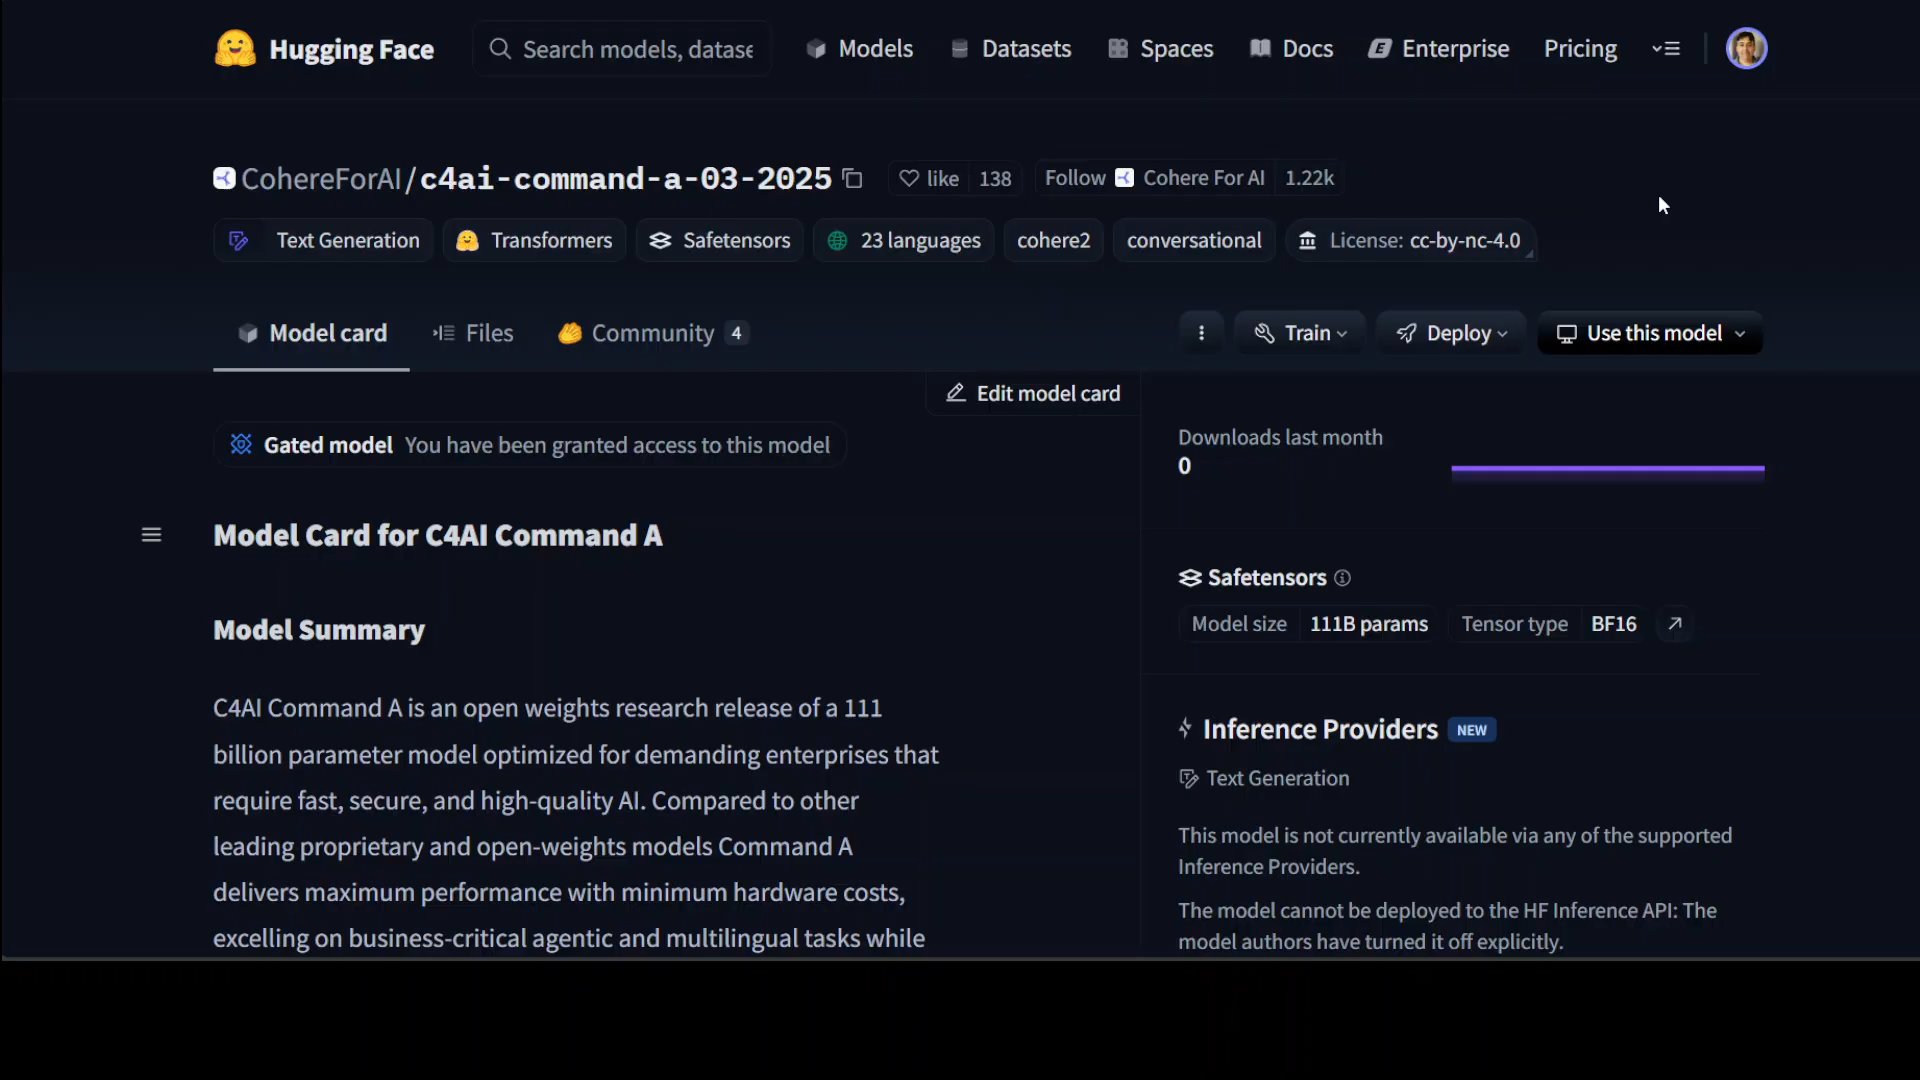 Hugging Face
Search models, datase
Models
Datasets
Spaces
Docs
Enterprise
Pricing
CohereForAI/c4ai-command-a-03-2025
like 138
Follow Cohere For AI 1.22k
Text Generation
Transformers
Safetensors
23 languages
cohere2
conversational
License: cc-by-nc-4.0
Model card
Files
Community 4
Train
Deploy
Use this model
Edit model card
Gated model You have been granted access to this model
Model Card for C4AI Command A
Model Summary
C4AI Command A is an open weights research release of a 111
billion parameter model optimized for demanding enterprises that
require fast, secure, and high-quality AI. Compared to other
leading proprietary and open-weights models Command A
delivers maximum performance with minimum hardware costs,
excelling on business-critical agentic and multilingual tasks while
Downloads last month
0
Safetensors
Model size 111B params
Tensor type BF16
Inference Providers NEW
Text Generation
This model is not currently available via any of the supported
Inference Providers.
The model cannot be deployed to the HF Inference API: The
model authors have turned it off explicitly.